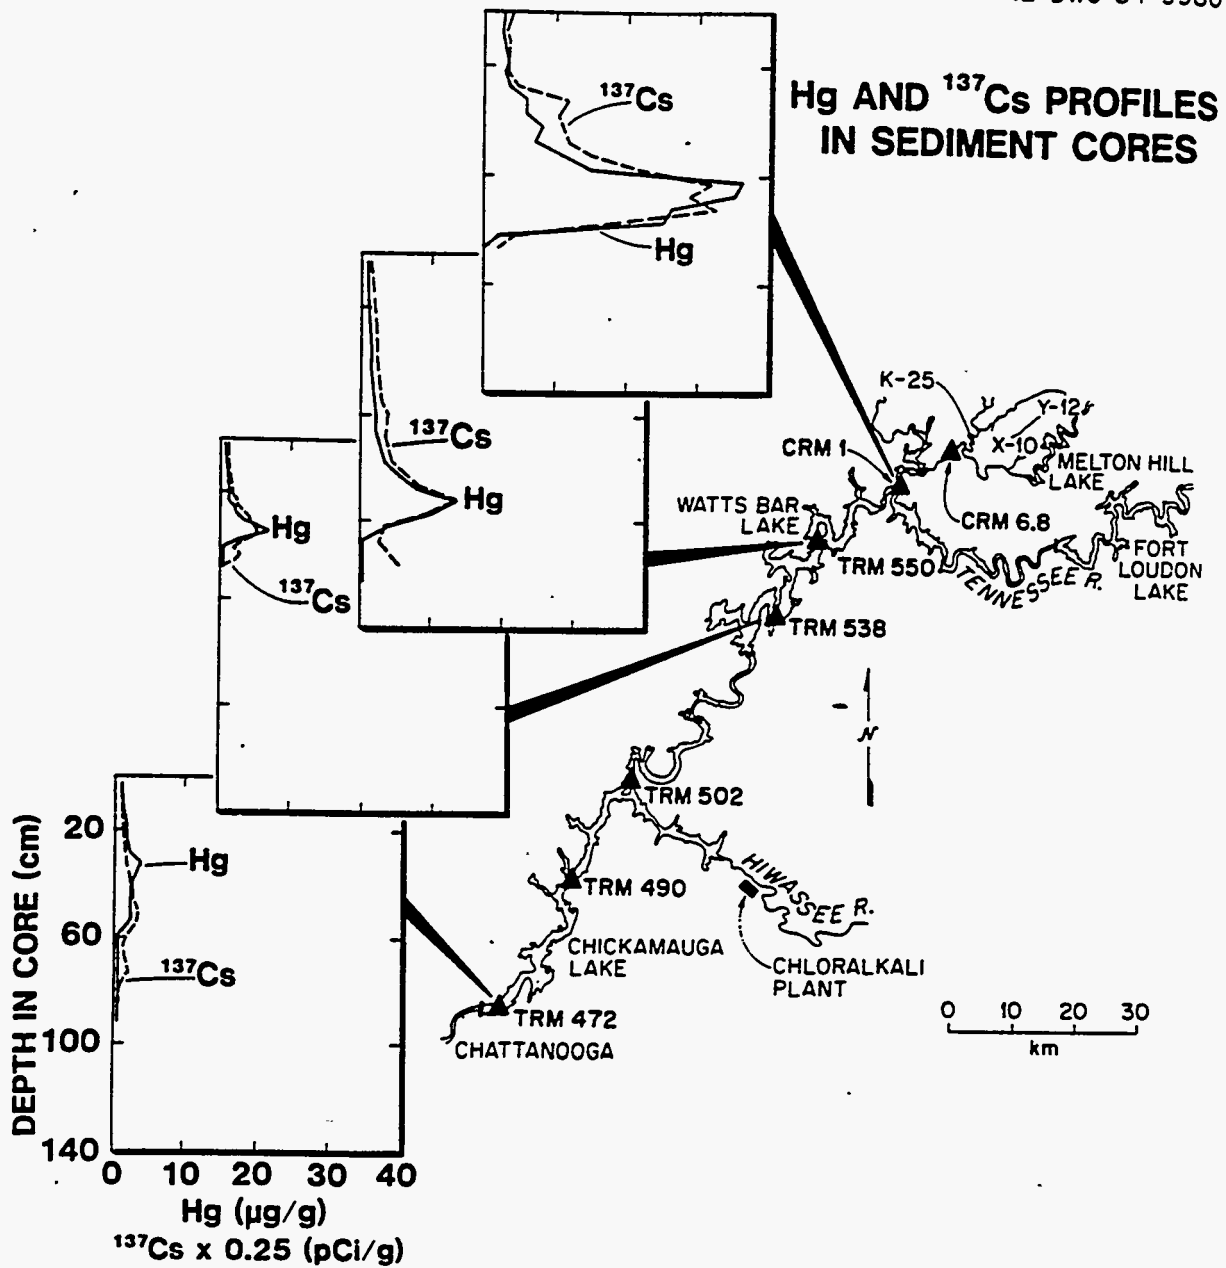 Hg AND ¹³⁷Cs PROFILES
IN SEDIMENT CORES
¹³⁷Cs
Hg
¹³⁷Cs
Hg
Hg
¹³⁷Cs
Hg
¹³⁷Cs
K-25
Y-12
X-10
CRM 1
MELTON HILL
LAKE
CRM 6.8
WATTS BAR
LAKE
TRM 550
TENNESSEE R.
FORT
LOUDON
LAKE
TRM 538
N
TRM 502
TRM 490
HIWASSEE R.
CHICKAMAUGA
LAKE
CHLORALKALI
PLANT
TRM 472
CHATTANOOGA
0 10 20 30
km
DEPTH IN CORE (cm)
20
60
100
140
0 10 20 30 40
Hg (µg/g)
¹³⁷Cs x 0.25 (pCi/g)